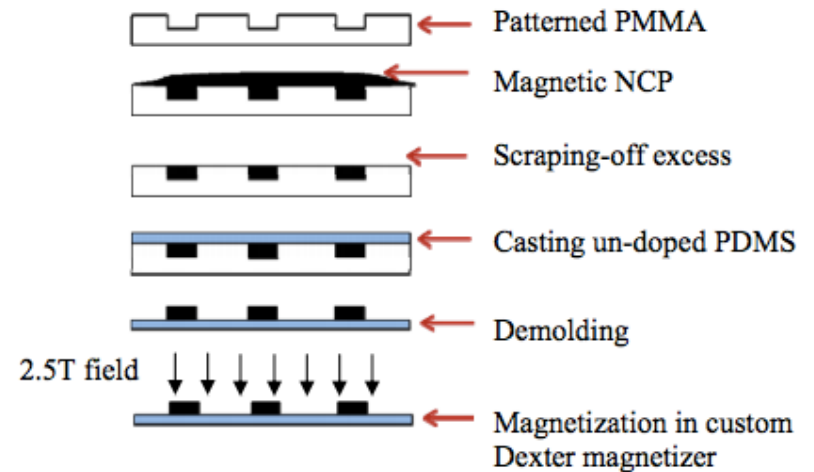 Patterned PMMA
Magnetic NCP
Scraping-off excess
Casting un-doped PDMS
Demolding
2.5T field
Magnetization in custom
Dexter magnetizer